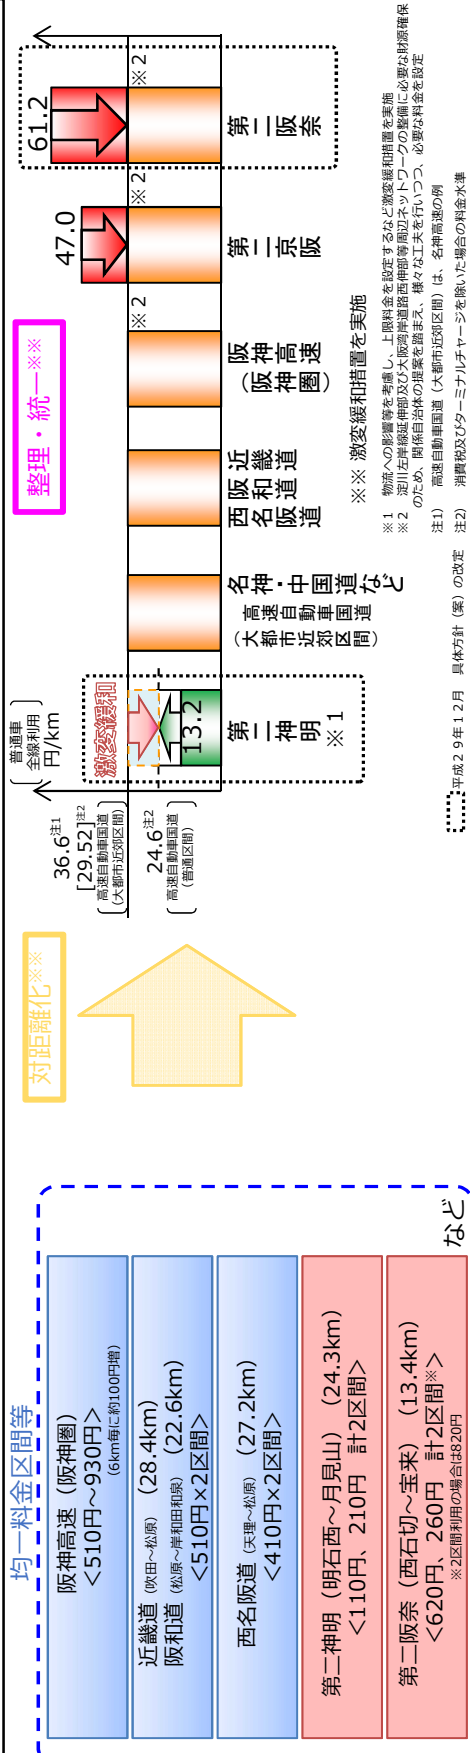 均一料金区間等
阪神高速（阪神圏）
＜510円～930円＞
（6km毎に約100円増）
近畿道（吹田～松原）（28.4km）
阪和道（松原～岸和田和泉）（22.6km）
＜510円×2区間＞
西名阪道（天理～松原）（27.2km）
＜410円×2区間＞
第二神明（明石西～月見山）（24.3km）
＜110円、210円　計2区間＞
第二阪奈（西石切～宝来）（13.4km）
＜620円、260円　計2区間※＞
※2区間利用の場合は820円
など
対距離化※※
整理・統一※※
普通車
全線利用
円/km
36.6注1
[29.52]注2
高速自動車国道
（大都市近郊区間）
24.6注2
高速自動車国道
（普通区間）
激変緩和
13.2
第二神明
※１
名神・中国道など
高速自動車国道
（大都市近郊区間）
近畿道
阪和道
西名阪道
阪神高速
（阪神圏）
※２
47.0
※２
第二京阪
61.2
※２
第二阪奈
※※ 激変緩和措置を実施
※１　物流への影響等を考慮し、上限料金を設定するなど激変緩和措置を実施
※２　淀川左岸線延伸部及び大阪湾岸道路西伸部等周辺ネットワークの整備に必要な財源確保
のため、関係自治体の提案を踏まえ、様々な工夫を行いつつ、必要な料金を設定
注1）　高速自動車国道（大都市近郊区間）は、名神高速の例
注2）　消費税及びターミナルチャージを除いた場合の料金水準
平成２９年１２月　具体方針（案）の改定